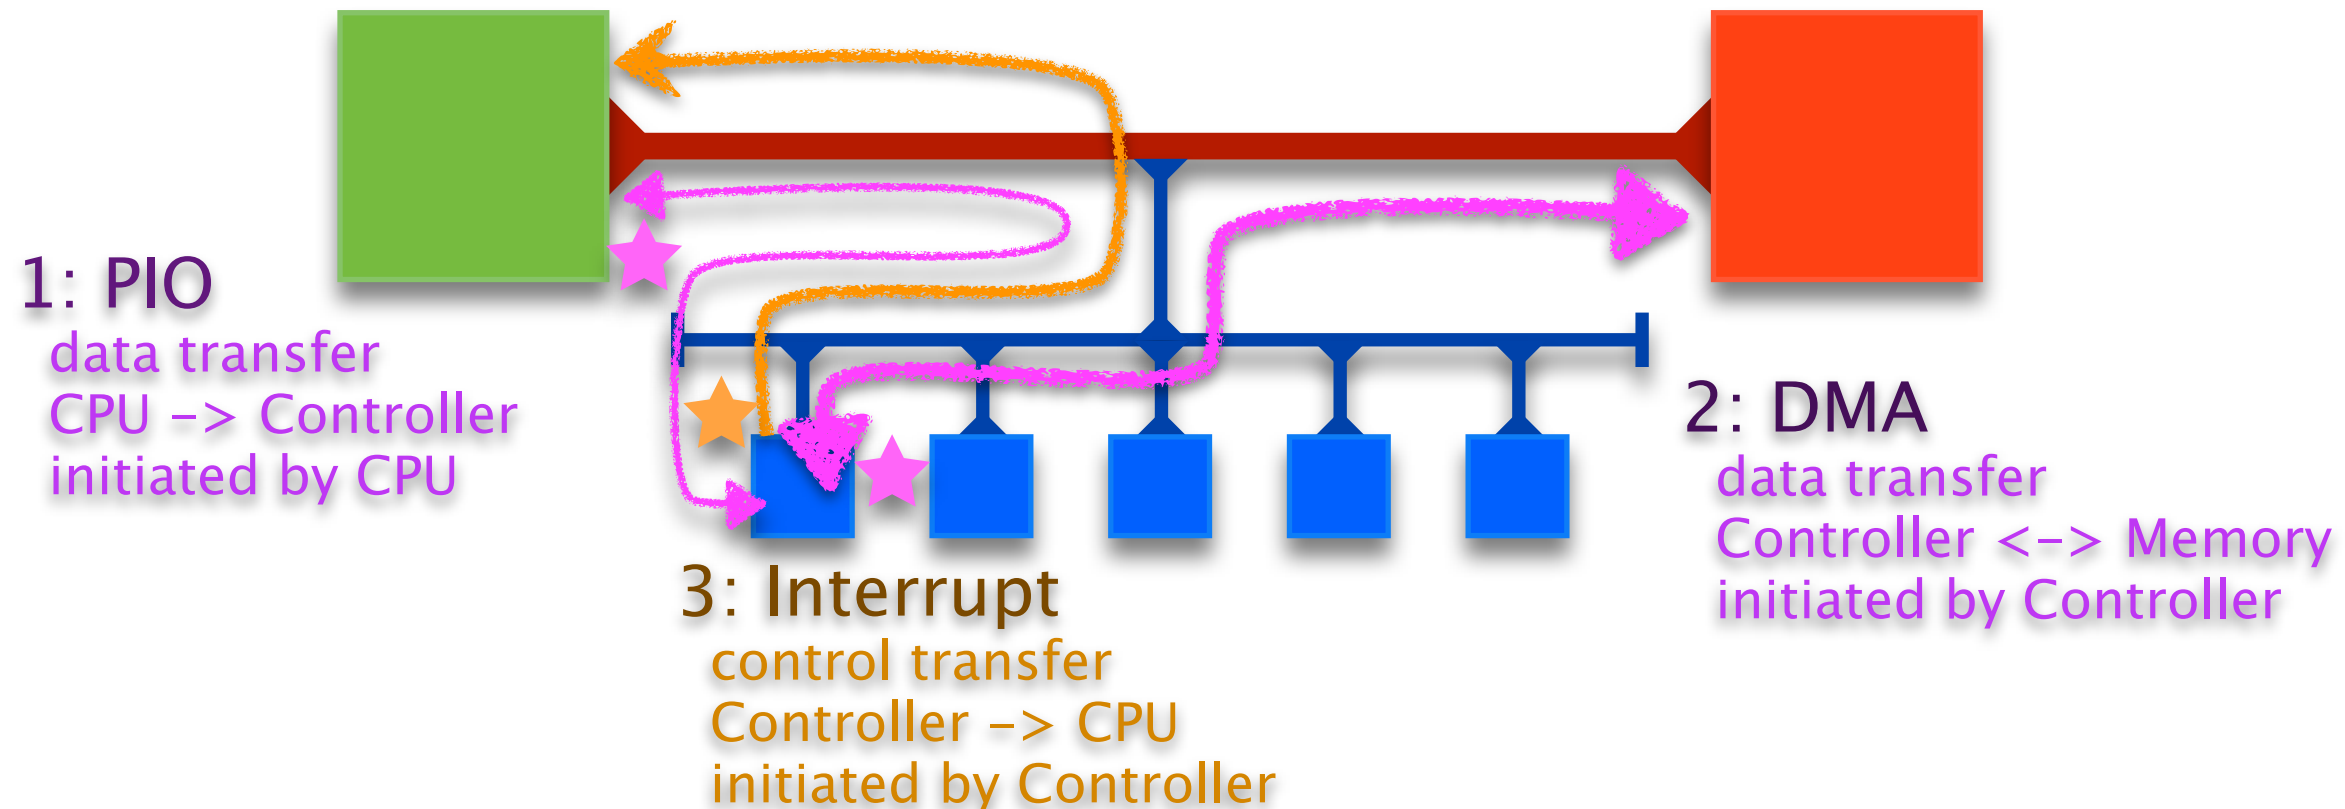 1: PIO
data transfer
CPU -> Controller
initiated by CPU
2: DMA
data transfer
Controller <-> Memory
initiated by Controller
3: Interrupt
control transfer
Controller -> CPU
initiated by Controller